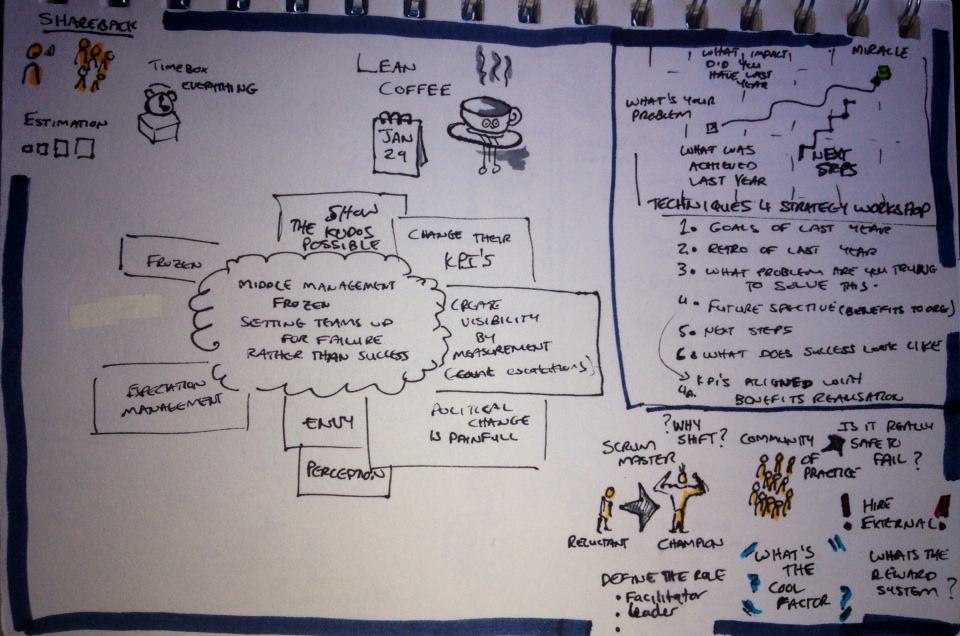 SHAREBACK
TIMEBOX
EVERYTHING
ESTIMATION
LEAN
COFFEE
JAN
29
SHOW
THE KUDOS
POSSIBLE
FROZEN
CHANGE THEIR
KPI'S
MIDDLE MANAGEMENT
FROZEN
SETTING TEAMS UP
FOR FAILURE
RATHER THAN SUCCESS
CREATE
VISIBILITY
BY
MEASUREMENT
EXPECTATION
MANAGEMENT
ENVY
PERCEPTION
POLITICAL
CHANGE
IS PAINFULL
WHAT IMPACT
DID YOU
HAVE LAST
YEAR
MIRACLE
WHAT'S YOUR
PROBLEM
WHAT WAS
ACHIEVED
LAST YEAR
NEXT
STEPS
TECHNIQUES 4 STRATEGY WORKSHOP
1. GOALS OF LAST YEAR
2. RETRO OF LAST YEAR
3. WHAT PROBLEM ARE YOU TRYING
TO SOLVE THIS.
4. FUTURE SPECTIVE (BENEFITS TO ORG)
5. NEXT STEPS
6. WHAT DOES SUCCESS LOOK LIKE
4A. KPI'S ALIGNED WITH
BENEFITS REALISATION
SCRUM
MASTER
? WHY
SHIFT?
RELUCTANT
CHAMPION
DEFINE THE ROLE
• Facilitator
• Leader
•
COMMUNITY
OF
PRACTICE
IS IT REALLY
SAFE TO
FAIL?
! HIRE !
EXTERNAL
"WHAT'S "
THE
? COOL
FACTOR ?
WHATS THE
REWARD
SYSTEM ?